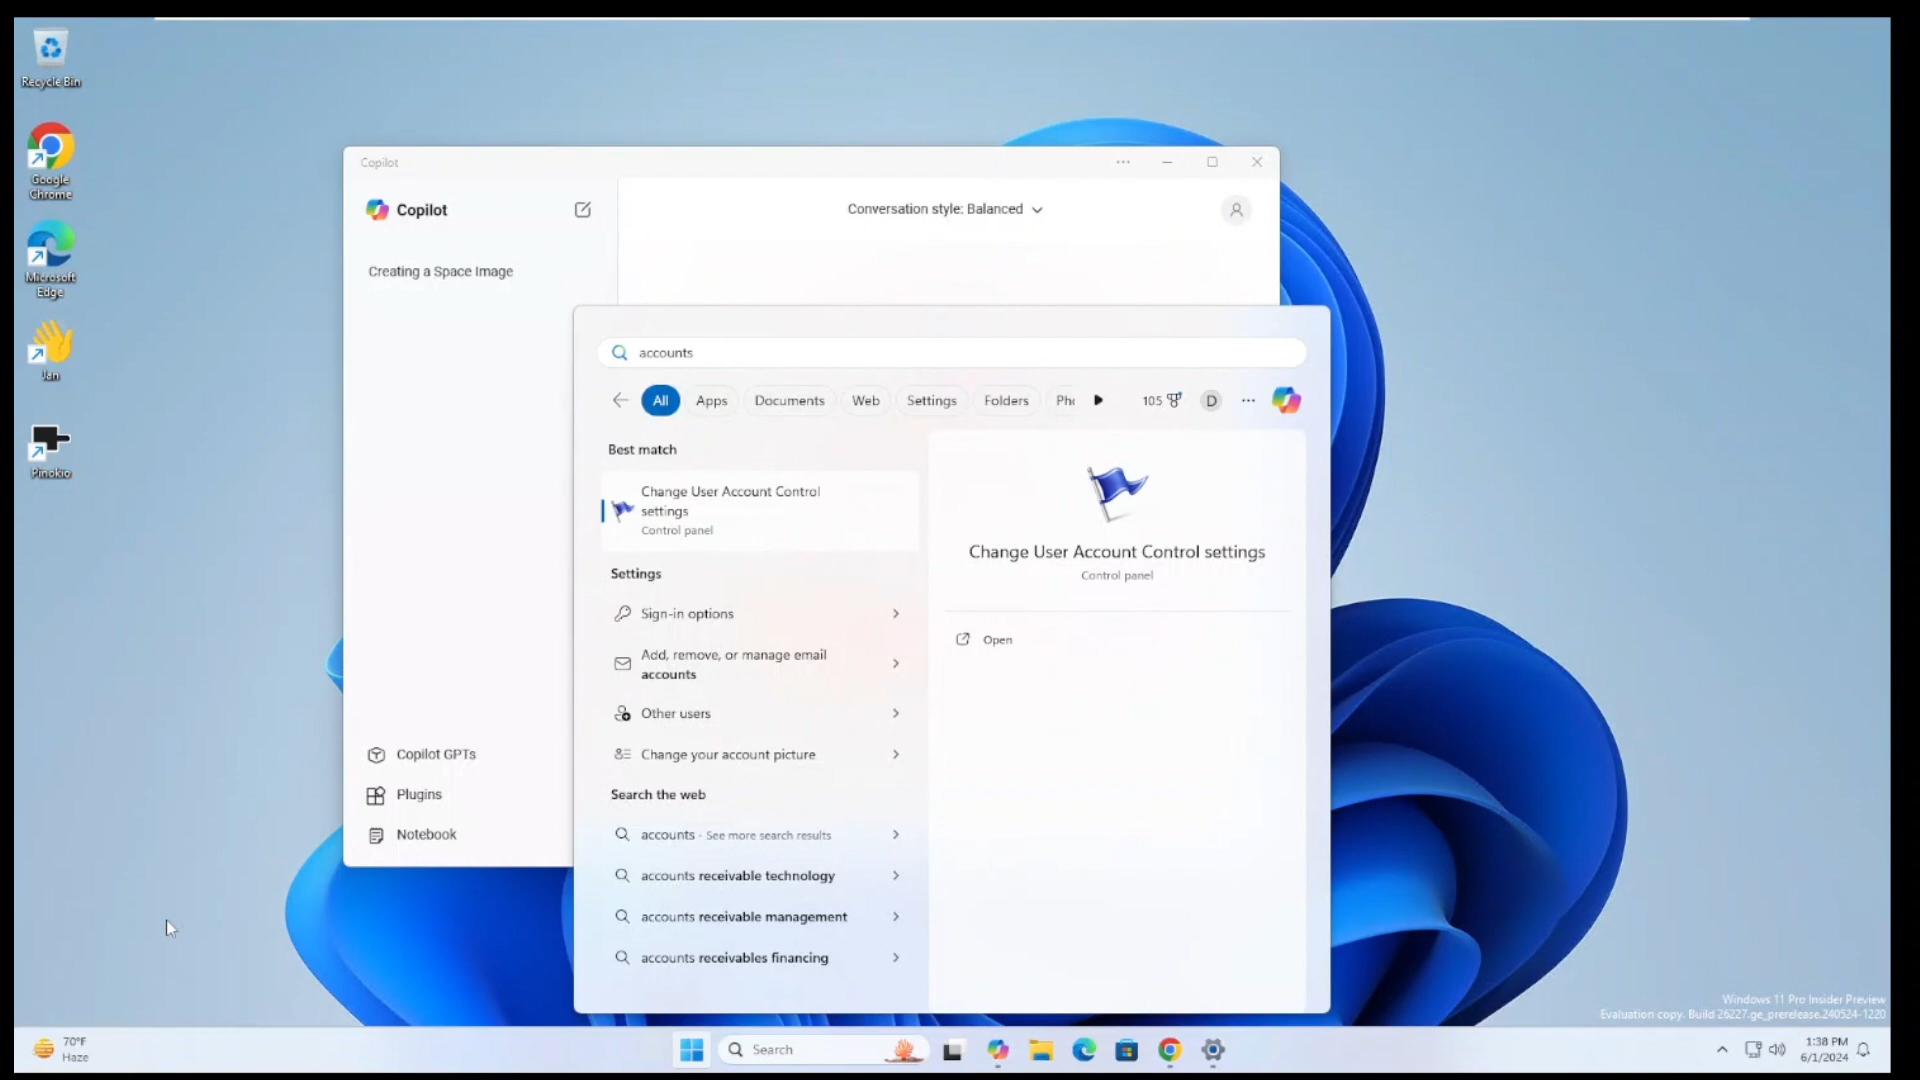 Recycle Bin
Google
Chrome
Microsoft
Edge
Jan
Pinokio
Copilot
Copilot
Conversation style: Balanced
Creating a Space Image
Copilot GPTs
Plugins
Notebook
accounts
All
Apps
Documents
Web
Settings
Folders
Pho
105
D
Best match
Change User Account Control
settings
Control panel
Settings
Sign-in options
Add, remove, or manage email
accounts
Other users
Change your account picture
Search the web
accounts - See more search results
accounts receivable technology
accounts receivable management
accounts receivables financing
Change User Account Control settings
Control panel
Open
Windows 11 Pro Insider Preview
Evaluation copy. Build 26227.ge_prerelease.240524-1220
70°F
Haze
Search
1:38 PM
6/1/2024